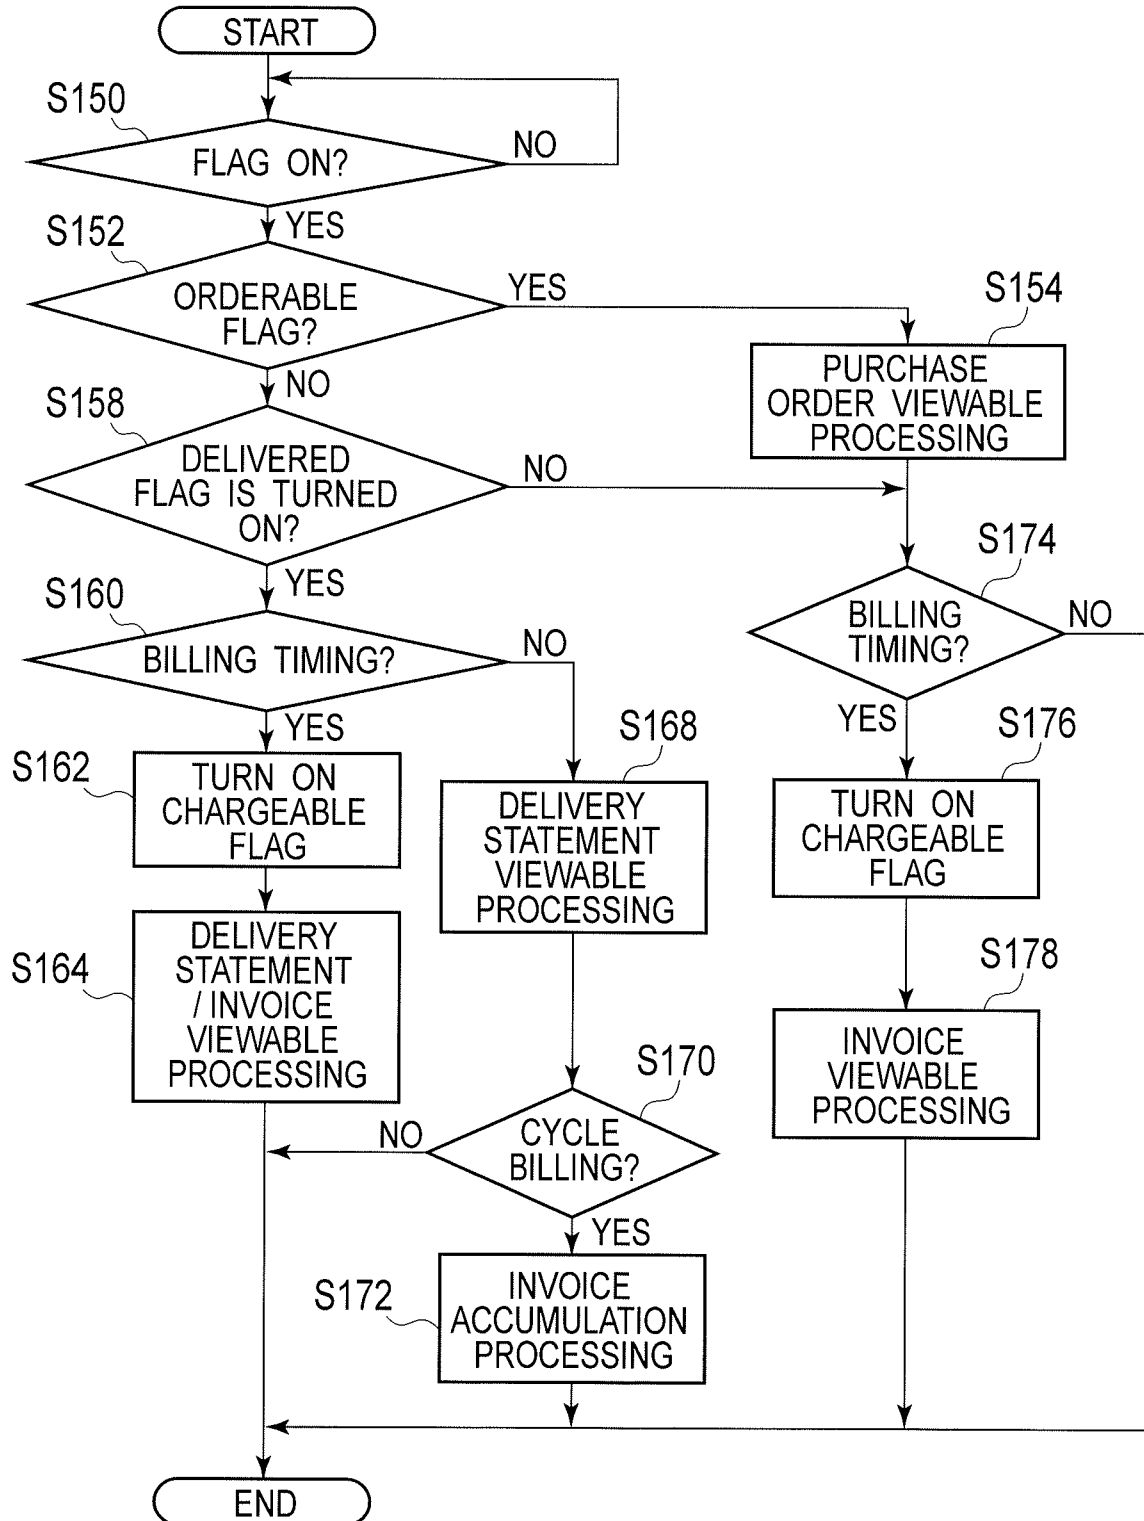 START
S150
FLAG ON?
NO
YES
S152
ORDERABLE
FLAG?
YES
NO
S154
PURCHASE
ORDER VIEWABLE
PROCESSING
S158
DELIVERED
FLAG IS TURNED
ON?
NO
YES
S160
BILLING TIMING?
NO
YES
S174
BILLING
TIMING?
NO
YES
S162
TURN ON
CHARGEABLE
FLAG
S168
DELIVERY
STATEMENT
VIEWABLE
PROCESSING
S176
TURN ON
CHARGEABLE
FLAG
S164
DELIVERY
STATEMENT
/ INVOICE
VIEWABLE
PROCESSING
S178
INVOICE
VIEWABLE
PROCESSING
S170
CYCLE
BILLING?
NO
YES
S172
INVOICE
ACCUMULATION
PROCESSING
END